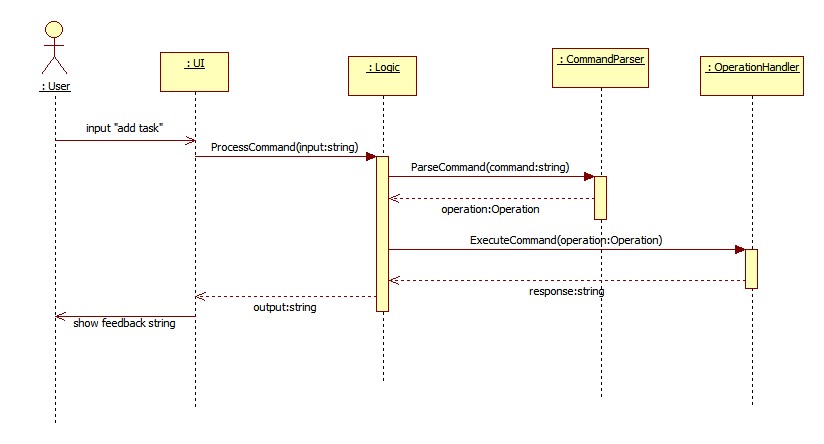 : User
: UI
: Logic
: CommandParser
: OperationHandler
input "add task"
ProcessCommand(input:string)
ParseCommand(command:string)
operation:Operation
ExecuteCommand(operation:Operation)
response:string
output:string
show feedback string